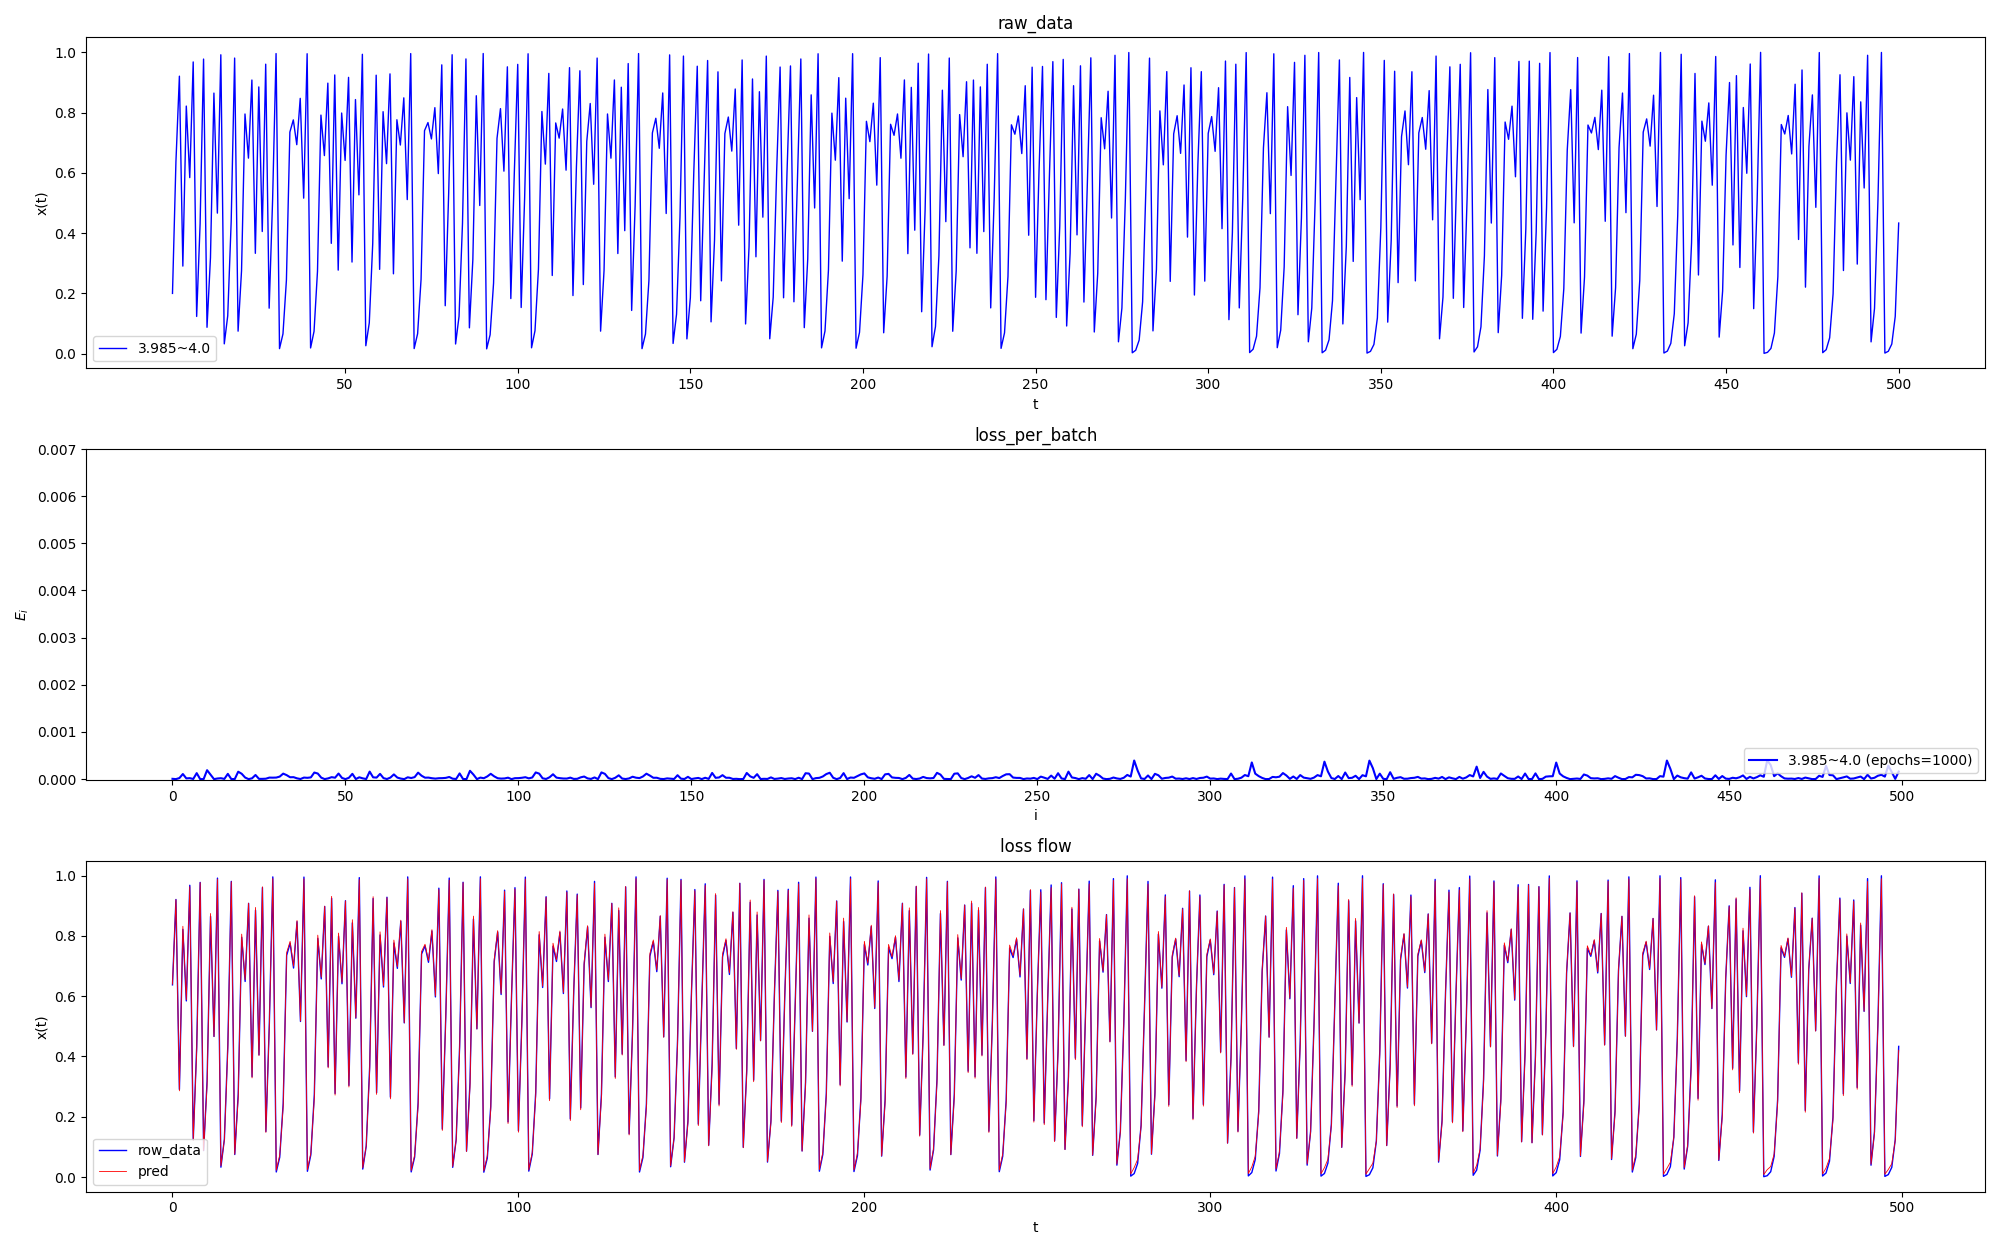 raw_data
1.0
0.8
0.6
0.4
0.2
0.0
x(t)
3.985~4.0
50 100 150 200 250 300 350 400 450 500
t
loss_per_batch
0.007
0.006
0.005
0.004
0.003
0.002
0.001
0.000
E_i
3.985~4.0 (epochs=1000)
0 50 100 150 200 250 300 350 400 450 500
i
loss flow
1.0
0.8
0.6
0.4
0.2
0.0
x(t)
row_data
pred
0 100 200 300 400 500
t